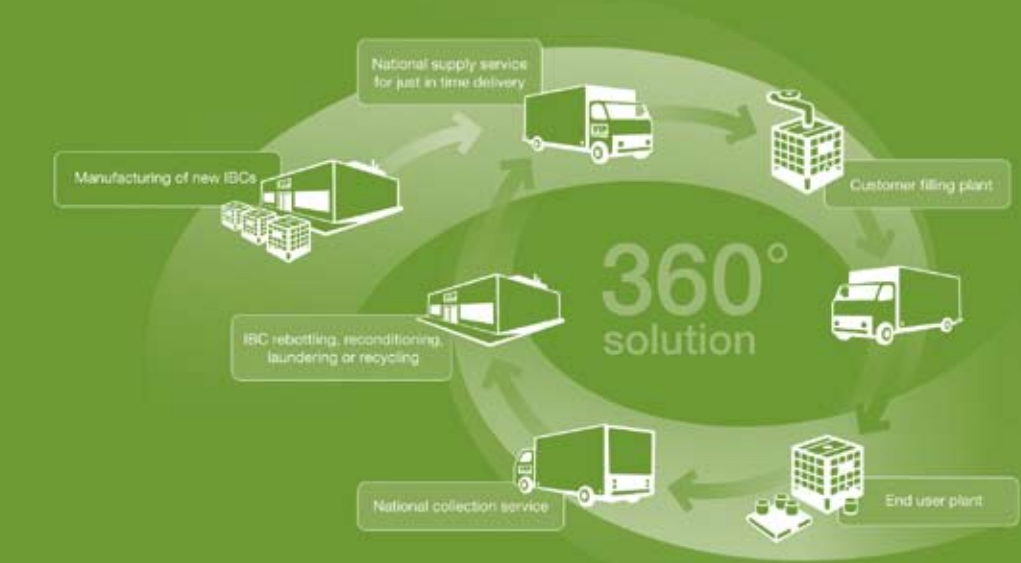 National supply service
for just in time delivery
Manufacturing of new IBCs
Customer filling plant
360°
solution
IBC rebottling, reconditioning,
laundering or recycling
National collection service
End user plant